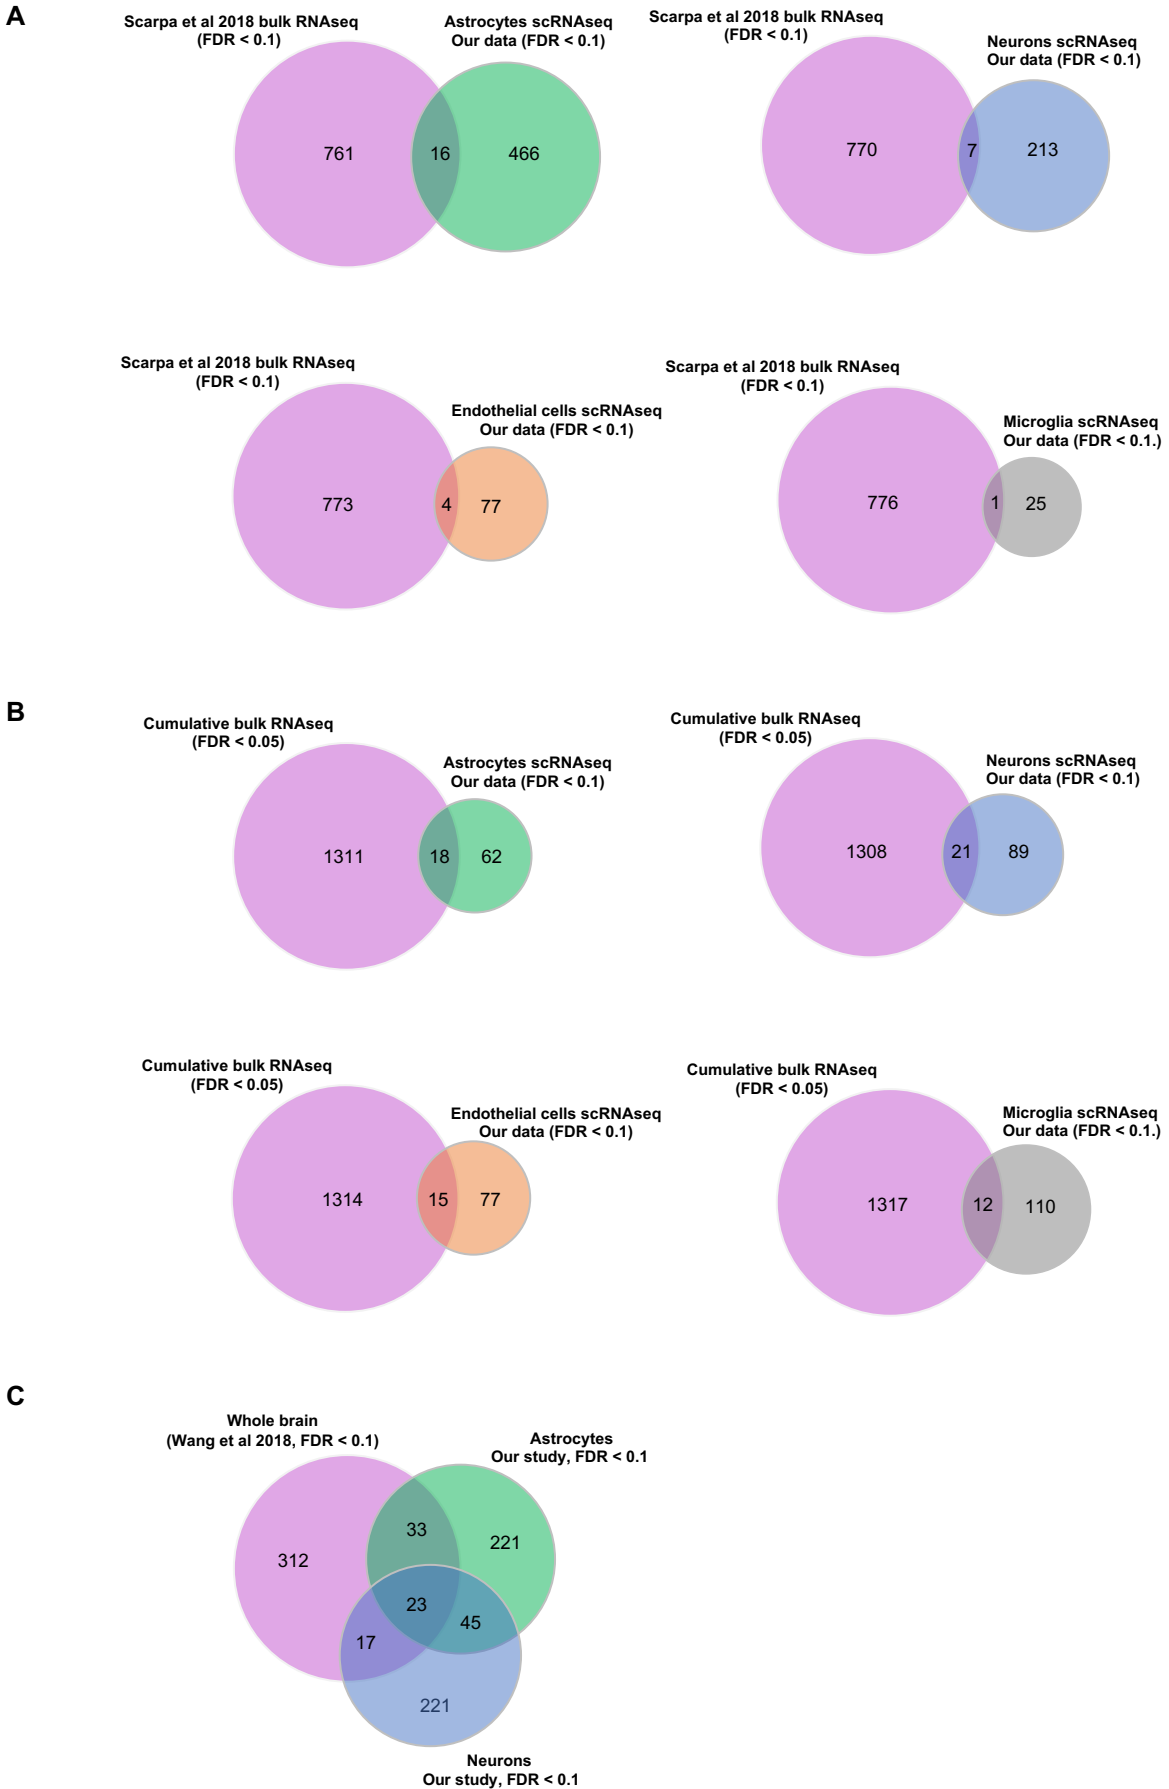 A
Scarpa et al 2018 bulk RNAseq
(FDR < 0.1)
Astrocytes scRNAseq
Our data (FDR < 0.1)
761
16
466
Scarpa et al 2018 bulk RNAseq
(FDR < 0.1)
Neurons scRNAseq
Our data (FDR < 0.1)
770
7
213
Scarpa et al 2018 bulk RNAseq
(FDR < 0.1)
Endothelial cells scRNAseq
Our data (FDR < 0.1)
773
4
77
Scarpa et al 2018 bulk RNAseq
(FDR < 0.1)
Microglia scRNAseq
Our data (FDR < 0.1.)
776
1
25
B
Cumulative bulk RNAseq
(FDR < 0.05)
Astrocytes scRNAseq
Our data (FDR < 0.1)
1311
18
62
Cumulative bulk RNAseq
(FDR < 0.05)
Neurons scRNAseq
Our data (FDR < 0.1)
1308
21
89
Cumulative bulk RNAseq
(FDR < 0.05)
Endothelial cells scRNAseq
Our data (FDR < 0.1)
1314
15
77
Cumulative bulk RNAseq
(FDR < 0.05)
Microglia scRNAseq
Our data (FDR < 0.1.)
1317
12
110
C
Whole brain
(Wang et al 2018, FDR < 0.1)
Astrocytes
Our study, FDR < 0.1
33
221
312
23
45
17
221
Neurons
Our study, FDR < 0.1